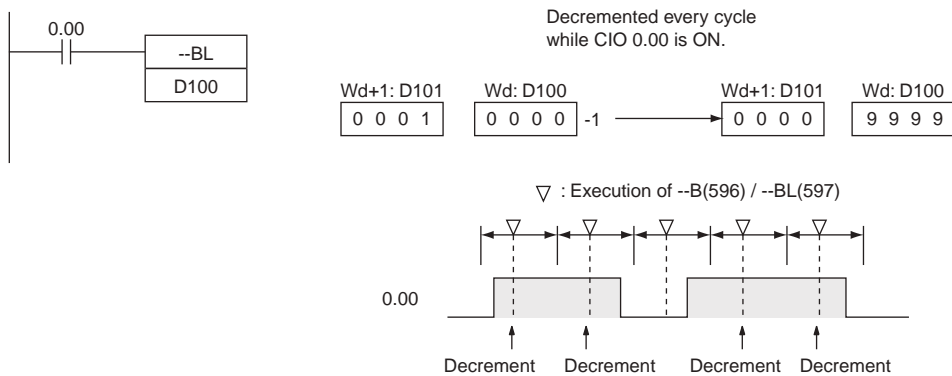 0.00
--BL
D100
Decremented every cycle
while CIO 0.00 is ON.
Wd+1: D101 Wd: D100 Wd+1: D101 Wd: D100
0 0 0 1 0 0 0 0 -1 0 0 0 0 9 9 9 9
▽ : Execution of --B(596) / --BL(597)
0.00
Decrement Decrement Decrement Decrement